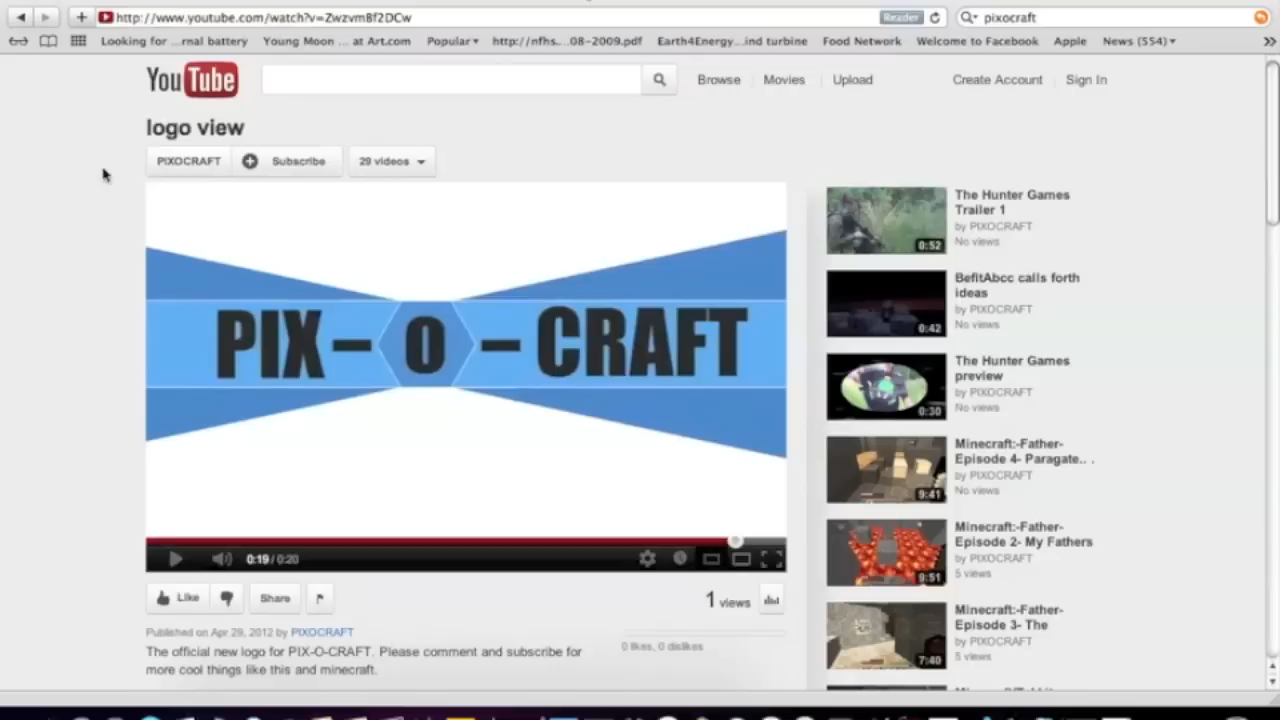 http://www.youtube.com/watch?v=ZwzvmBf2DCw
Reader
pixocraft
Looking for ...rnal battery
Young Moon ... at Art.com
Popular
http://nfhs.....08-2009.pdf
Earth4Energy...ind turbine
Food Network
Welcome to Facebook
Apple
News (554)
YouTube
Browse
Movies
Upload
Create Account
Sign In
logo view
PIXOCRAFT
Subscribe
29 videos
PIX-O-CRAFT
0:19 / 0:20
Like
Share
1 views
Published on Apr 29, 2012 by PIXOCRAFT
0 likes, 0 dislikes
The official new logo for PIX-O-CRAFT. Please comment and subscribe for
more cool things like this and minecraft.
The Hunter Games
Trailer 1
by PIXOCRAFT
No views
0:52
BefitAbcc calls forth
ideas
by PIXOCRAFT
No views
0:42
The Hunter Games
preview
by PIXOCRAFT
No views
0:30
Minecraft:-Father-
Episode 4- Paragate.. .
by PIXOCRAFT
No views
9:41
Minecraft:-Father-
Episode 2- My Fathers
5 views
9:51
Minecraft:-Father-
Episode 3- The
by PIXOCRAFT
5 views
7:40